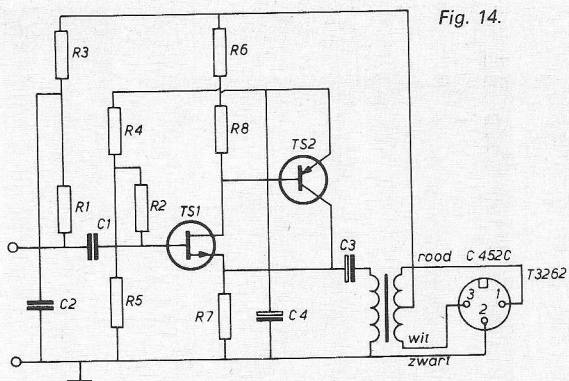 Fig. 14.
R3
R6
R4
R8
TS2
R1
R2
C1
TS1
C3
rood
C452C
T3262
C2
R5
R7
C4
3
1
2
wit
zwart